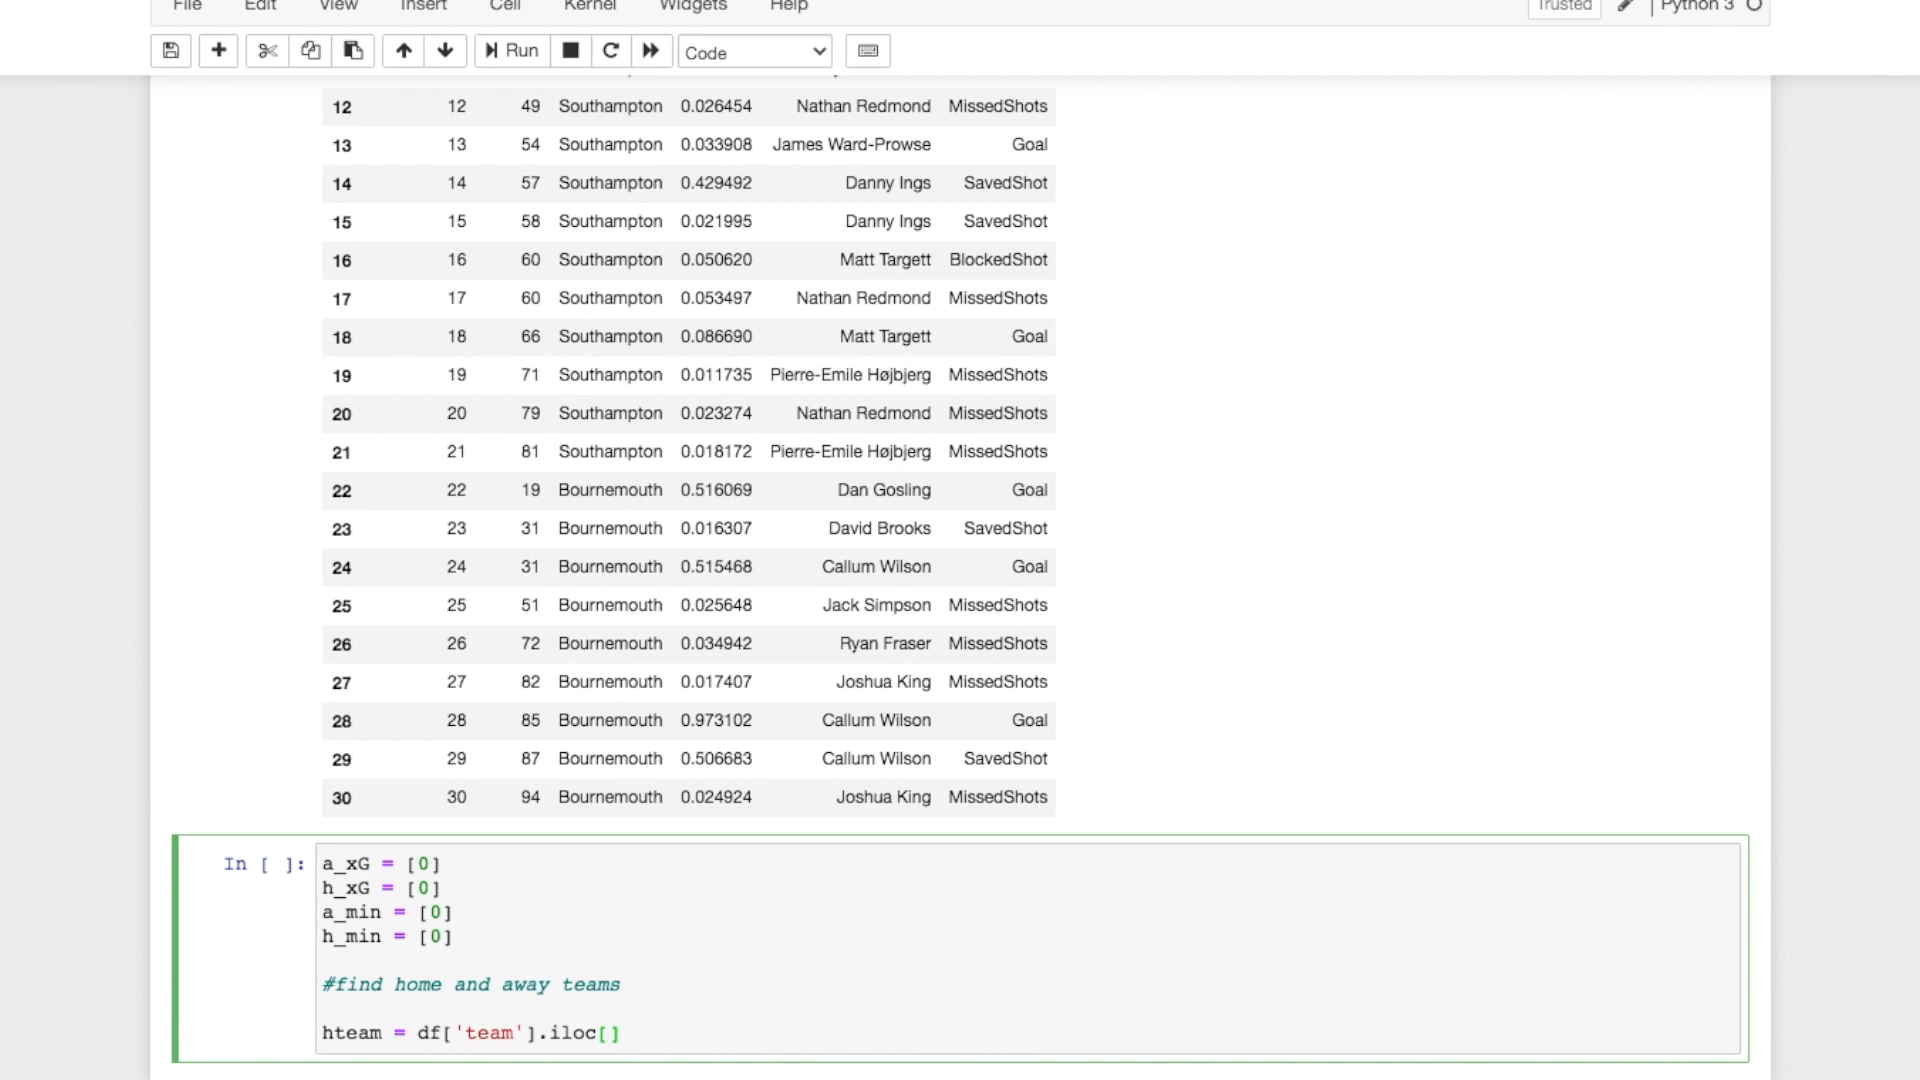 File Edit View Insert Cell Kernel Widgets Help Trusted Python 3
Run Code
12 12 49 Southampton 0.026454 Nathan Redmond MissedShots
13 13 54 Southampton 0.033908 James Ward-Prowse Goal
14 14 57 Southampton 0.429492 Danny Ings SavedShot
15 15 58 Southampton 0.021995 Danny Ings SavedShot
16 16 60 Southampton 0.050620 Matt Targett BlockedShot
17 17 60 Southampton 0.053497 Nathan Redmond MissedShots
18 18 66 Southampton 0.086690 Matt Targett Goal
19 19 71 Southampton 0.011735 Pierre-Emile Højbjerg MissedShots
20 20 79 Southampton 0.023274 Nathan Redmond MissedShots
21 21 81 Southampton 0.018172 Pierre-Emile Højbjerg MissedShots
22 22 19 Bournemouth 0.516069 Dan Gosling Goal
23 23 31 Bournemouth 0.016307 David Brooks SavedShot
24 24 31 Bournemouth 0.515468 Callum Wilson Goal
25 25 51 Bournemouth 0.025648 Jack Simpson MissedShots
26 26 72 Bournemouth 0.034942 Ryan Fraser MissedShots
27 27 82 Bournemouth 0.017407 Joshua King MissedShots
28 28 85 Bournemouth 0.973102 Callum Wilson Goal
29 29 87 Bournemouth 0.506683 Callum Wilson SavedShot
30 30 94 Bournemouth 0.024924 Joshua King MissedShots
In [ ]: a_xG = [0]
h_xG = [0]
a_min = [0]
h_min = [0]
#find home and away teams
hteam = df['team'].iloc[]